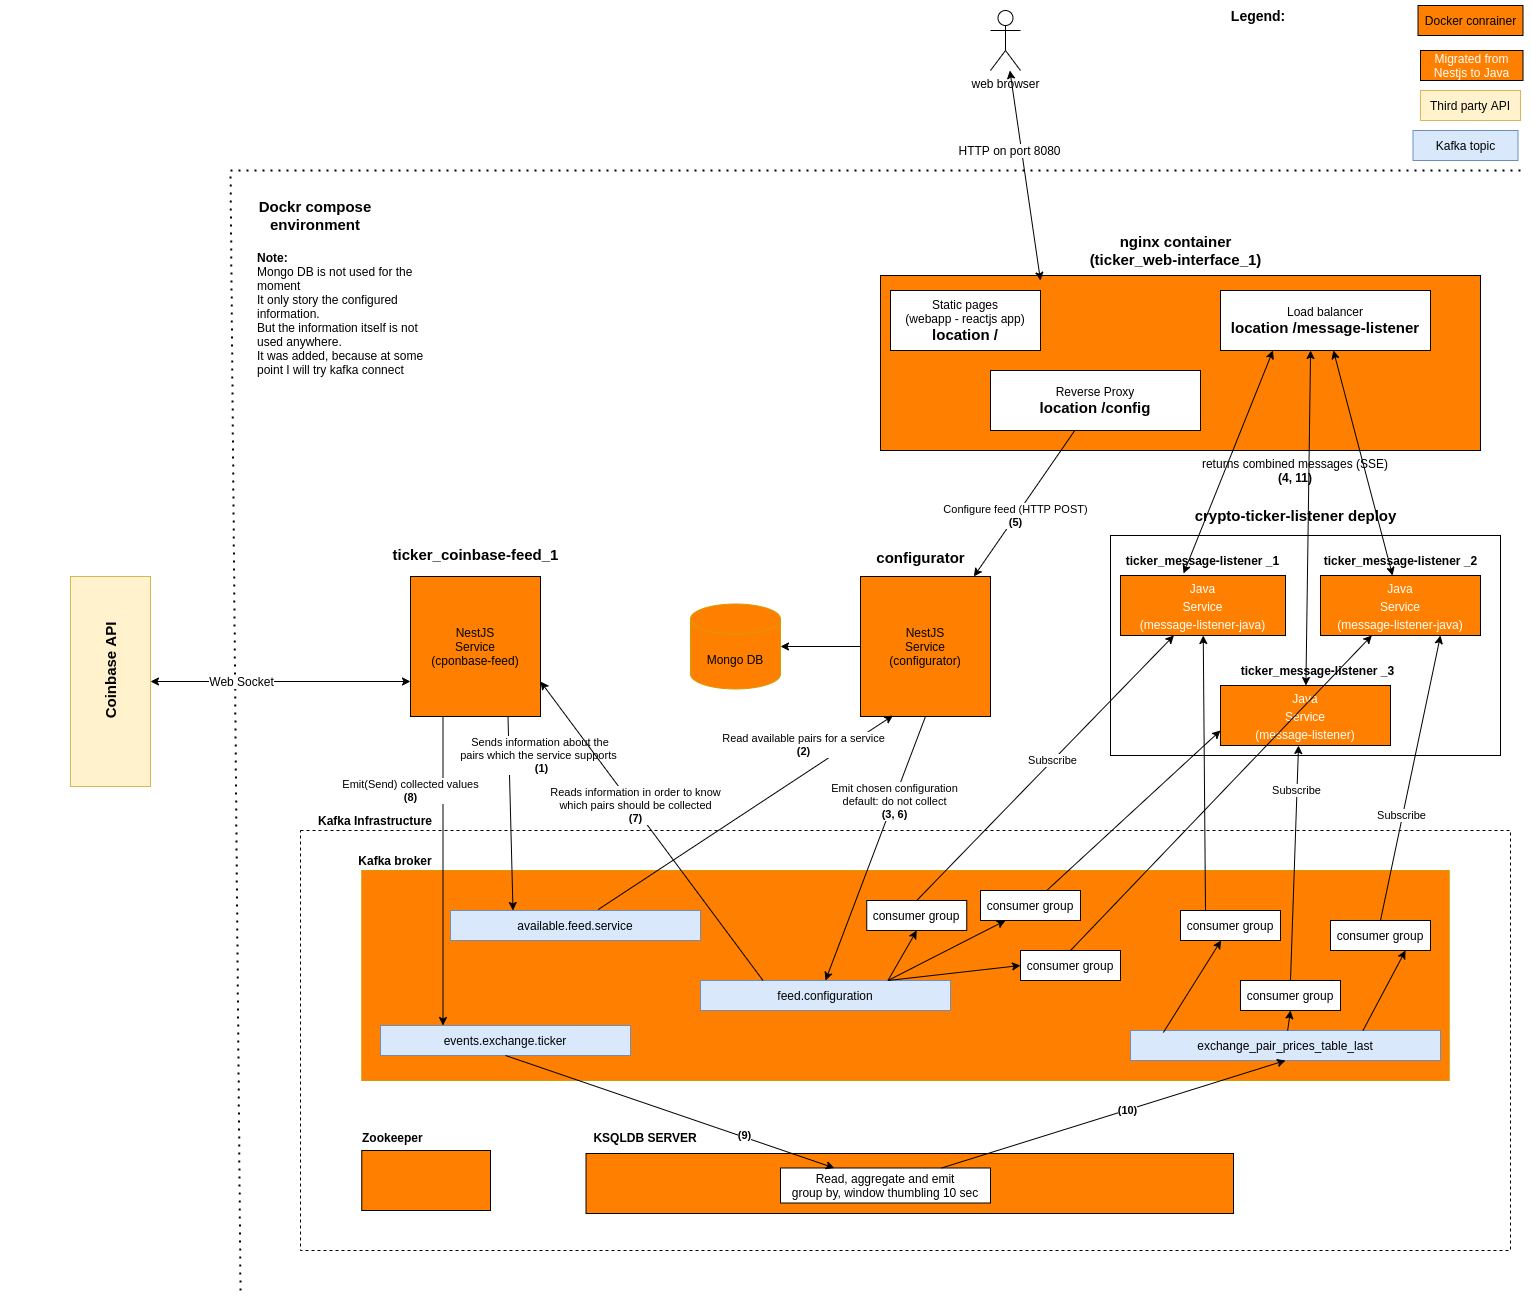 Legend:
Docker conrainer
Migrated from
Nestjs to Java
Third party API
Kafka topic
web browser
HTTP on port 8080
Dockr compose
environment
Note:
Mongo DB is not used for the
moment
It only story the configured
information.
But the information itself is not
used anywhere.
It was added, because at some
point I will try kafka connect
nginx container
(ticker_web-interface_1)
Static pages
(webapp - reactjs app)
location /
Load balancer
location /message-listener
Reverse Proxy
location /config
returns combined messages (SSE)
(4, 11)
Configure feed (HTTP POST)
(5)
crypto-ticker-listener deploy
ticker_coinbase-feed_1
configurator
ticker_message-listener _1
ticker_message-listener _2
Java
Service
(message-listener-java)
Java
Service
(message-listener-java)
ticker_message-listener _3
Java
Service
(message-listener)
Coinbase API
Web Socket
NestJS
Service
(cponbase-feed)
Mongo DB
NestJS
Service
(configurator)
Sends information about the
pairs which the service supports
(1)
Read available pairs for a service
(2)
Emit(Send) collected values
(8)
Reads information in order to know
which pairs should be collected
(7)
Emit chosen configuration
default: do not collect
(3, 6)
Subscribe
Subscribe
Subscribe
Kafka Infrastructure
Kafka broker
available.feed.service
consumer group
consumer group
consumer group
consumer group
consumer group
consumer group
feed.configuration
events.exchange.ticker
exchange_pair_prices_table_last
(9)
(10)
Zookeeper
KSQLDB SERVER
Read, aggregate and emit
group by, window thumbling 10 sec